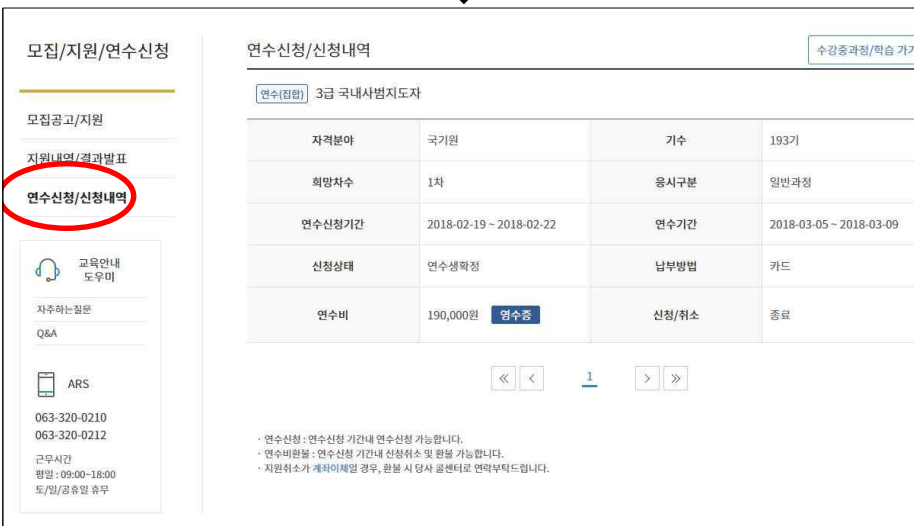 모집/지원/연수신청
모집공고/지원
지원내역/결과발표
연수신청/신청내역
교육안내
도우미
자주하는질문
Q&A
ARS
063-320-0210
063-320-0212
근무시간
평일 : 09:00~18:00
토/일/공휴일 휴무
연수신청/신청내역
수강중과정/학습 가기
연수(집합) 3급 국내사범지도자
자격분야 국기원 기수 193기
희망차수 1차 응시구분 일반과정
연수신청기간 2018-02-19 ~ 2018-02-22 연수기간 2018-03-05 ~ 2018-03-09
신청상태 연수생확정 납부방법 카드
연수비 190,000원 영수증 신청/취소 종료
« < 1 > »
· 연수신청 : 연수신청 기간내 연수신청 가능합니다.
· 연수비환불 : 연수신청 기간내 신청취소 및 환불 가능합니다.
· 지원취소가 계좌이체일 경우, 환불 시 당사 콜센터로 연락부탁드립니다.